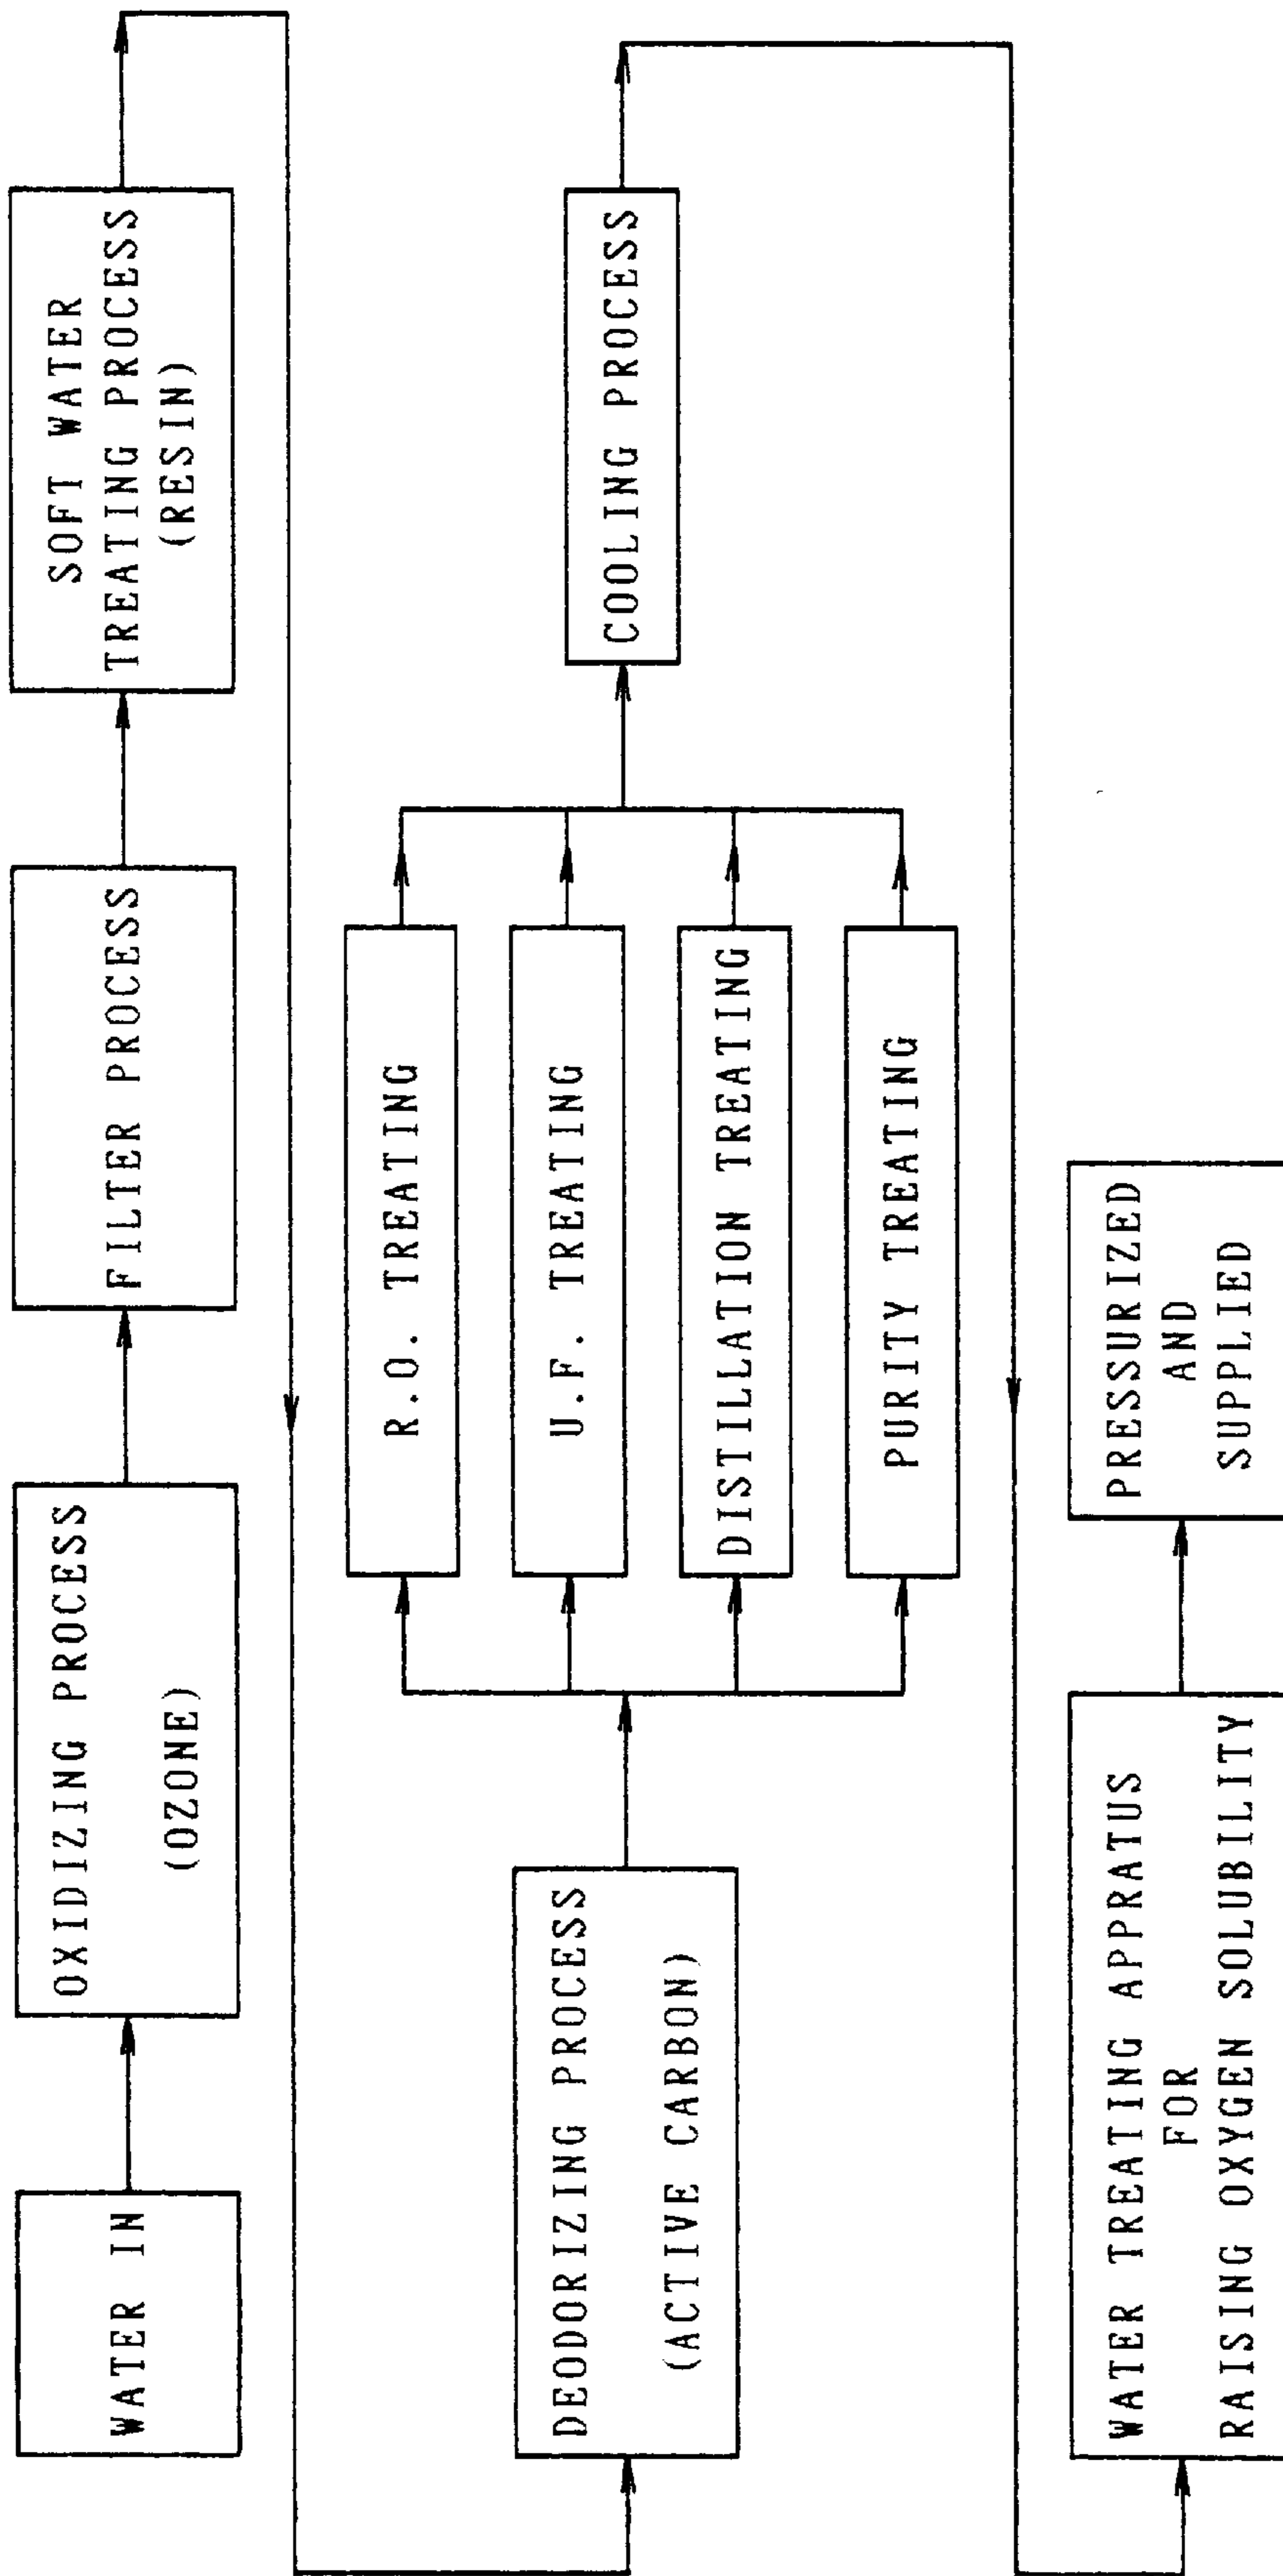 WATER IN
OXIDIZING PROCESS
(OZONE)
FILTER PROCESS
SOFT WATER
TREATING PROCESS
(RESIN)
DEODORIZING PROCESS
(ACTIVE CARBON)
R.O. TREATING
U.F. TREATING
DISTILLATION TREATING
PURITY TREATING
COOLING PROCESS
WATER TREATING APPRATUS
FOR
RAISING OXYGEN SOLUBILITY
PRESSURIZED
AND
SUPPLIED